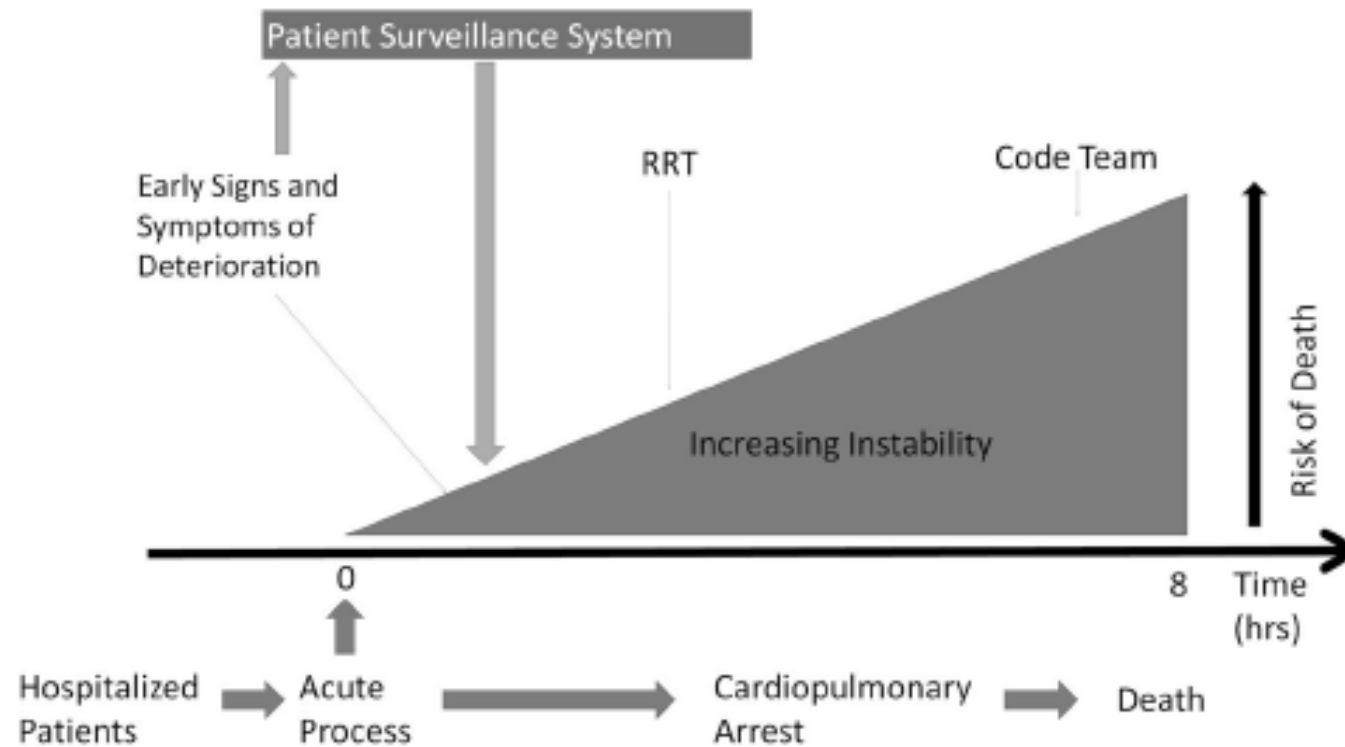 Patient Surveillance System
Early Signs and
Symptoms of
Deterioration
RRT
Code Team
Increasing Instability
Risk of Death
0
8
Time
(hrs)
Hospitalized
Patients
Acute
Process
Cardiopulmonary
Arrest
Death